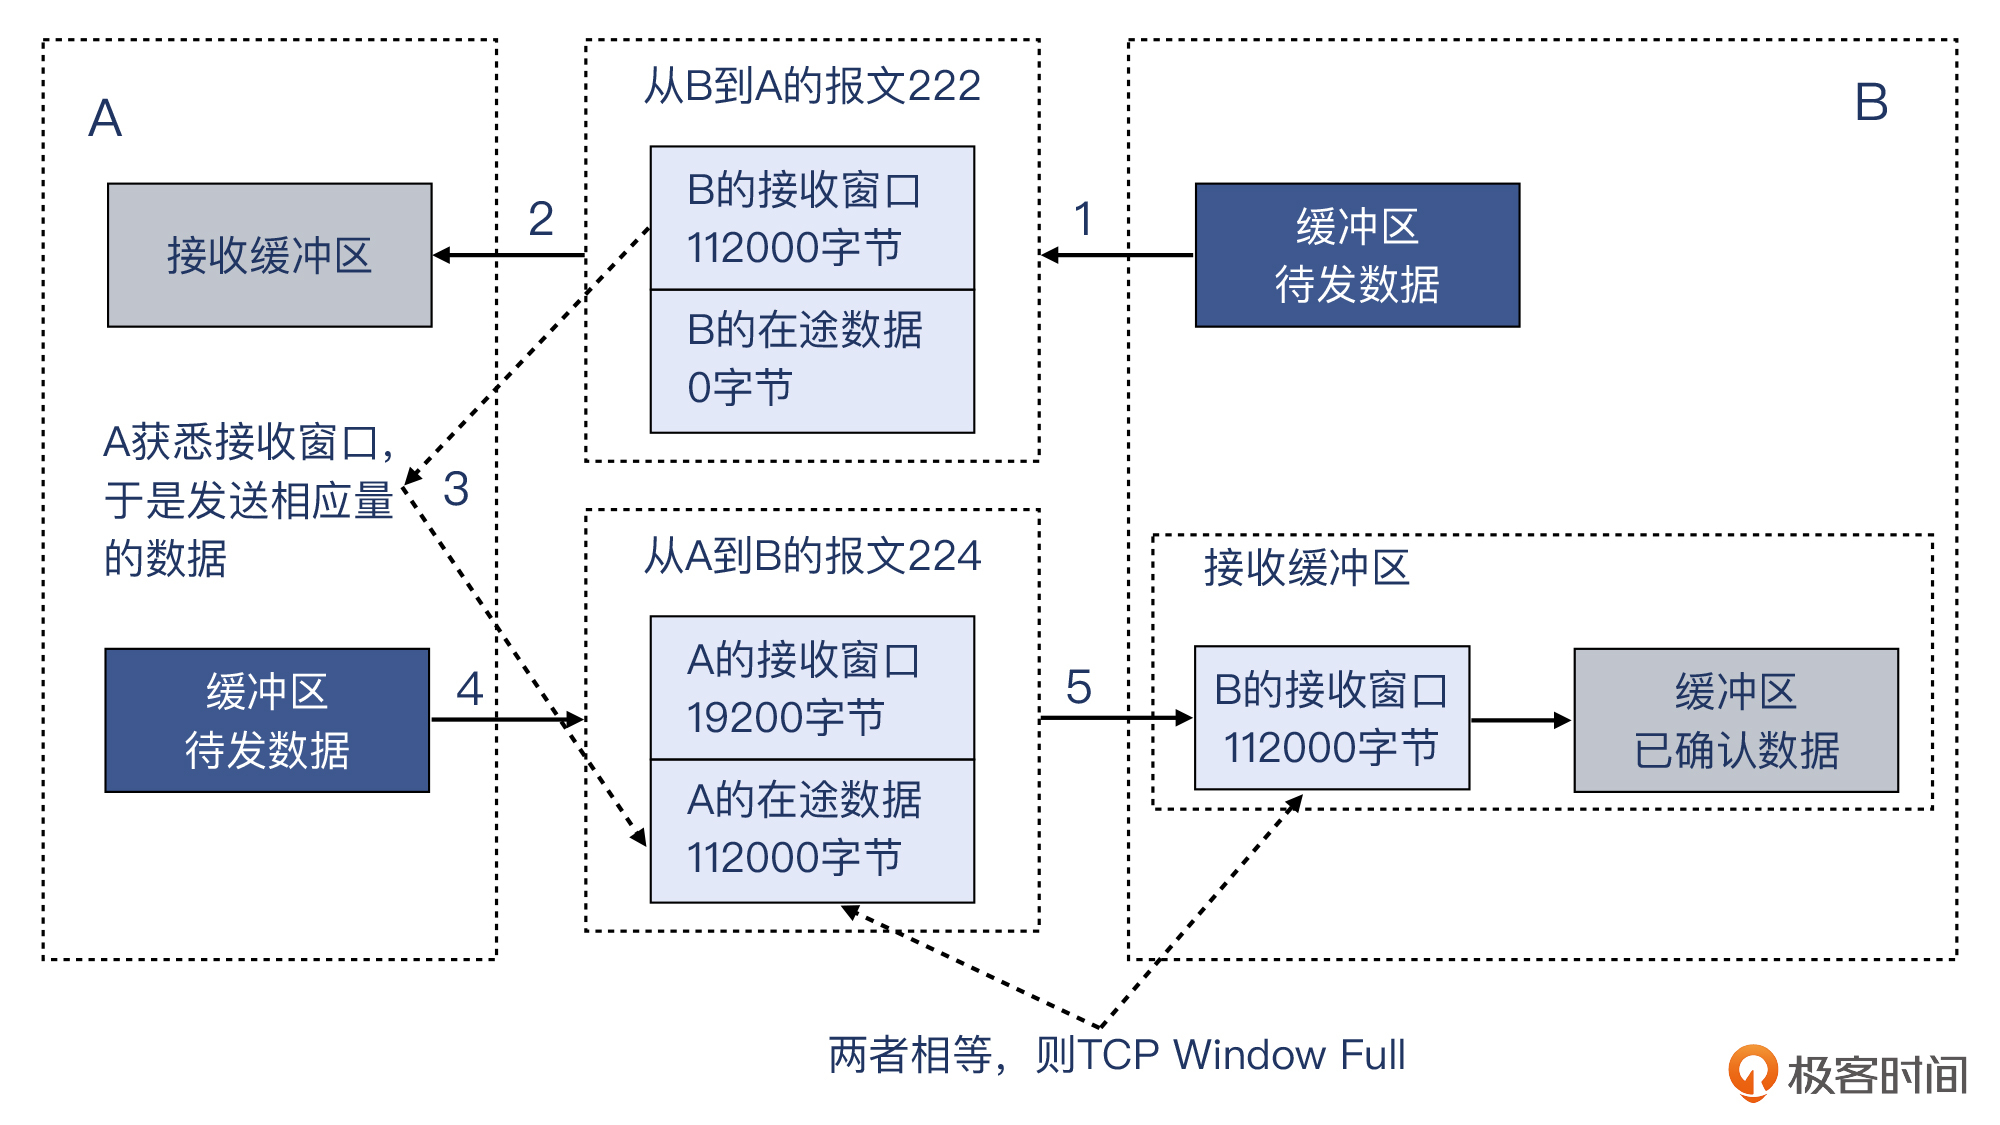 A
B
从B到A的报文222
B的接收窗口
112000字节
B的在途数据
0字节
接收缓冲区
2
1
缓冲区
待发数据
A获悉接收窗口，
于是发送相应量
的数据
3
从A到B的报文224
A的接收窗口
19200字节
A的在途数据
112000字节
缓冲区
待发数据
4
5
接收缓冲区
B的接收窗口
112000字节
缓冲区
已确认数据
两者相等，则TCP Window Full
极客时间